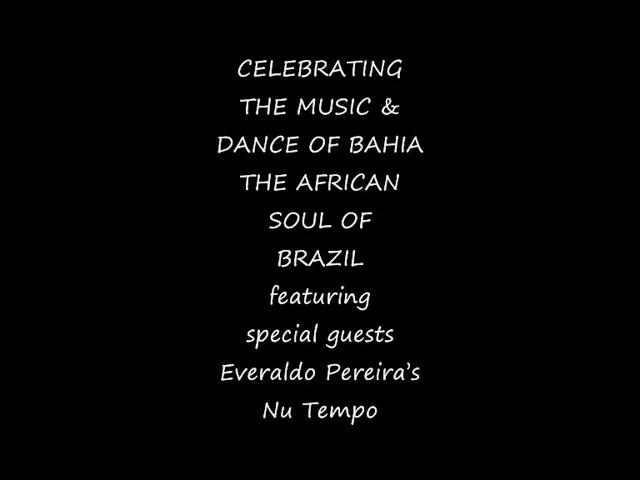 CELEBRATING
THE MUSIC &
DANCE OF BAHIA
THE AFRICAN
SOUL OF
BRAZIL
featuring
special guests
Everaldo Pereira's
Nu Tempo